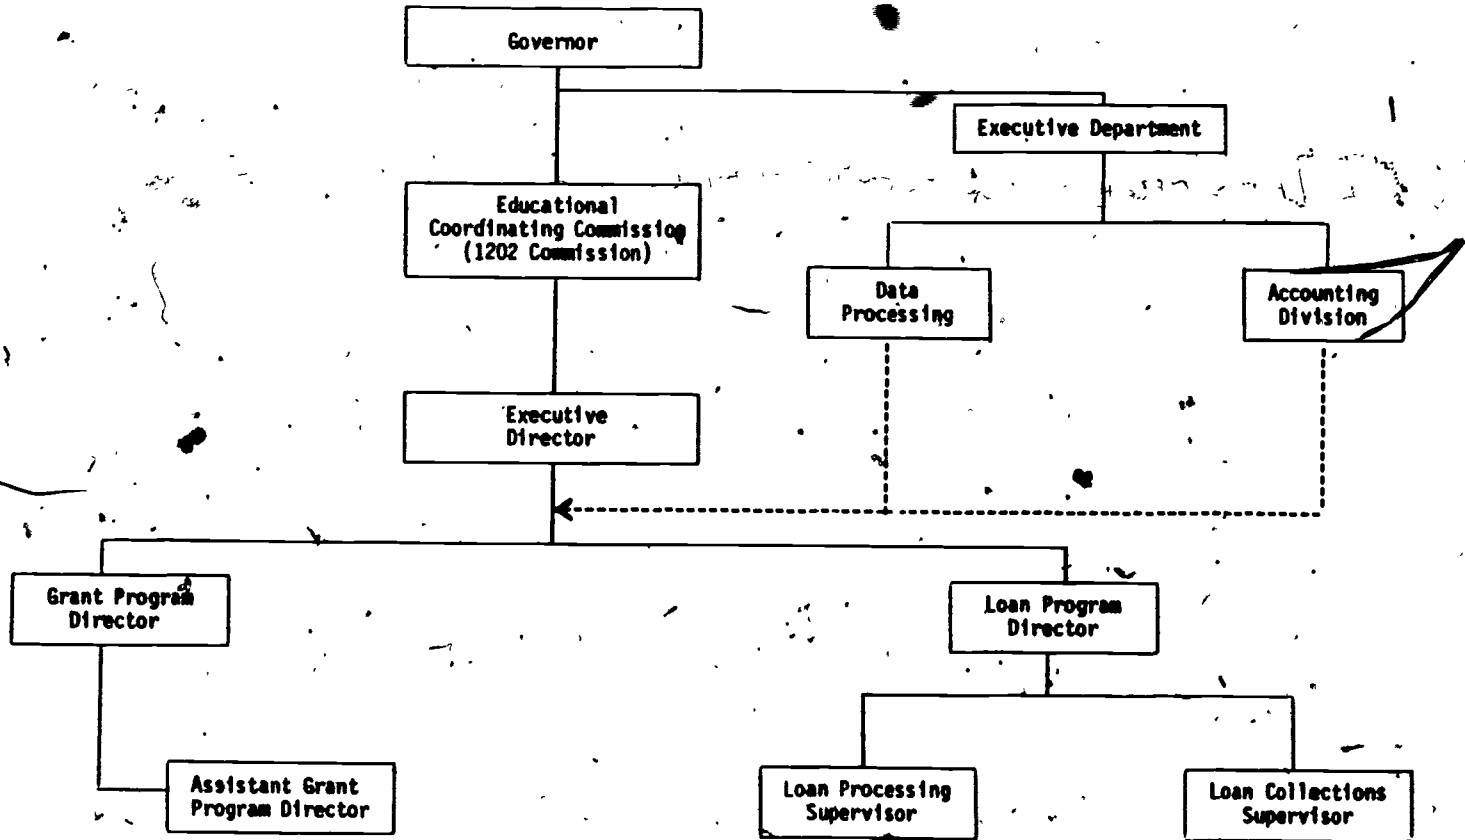 Governor
Executive Department
Educational
Coordinating Commission
(1202 Commission)
Data
Processing
Accounting
Division
Executive
Director
Grant Program
Director
Loan Program
Director
Assistant Grant
Program Director
Loan Processing
Supervisor
Loan Collections
Supervisor